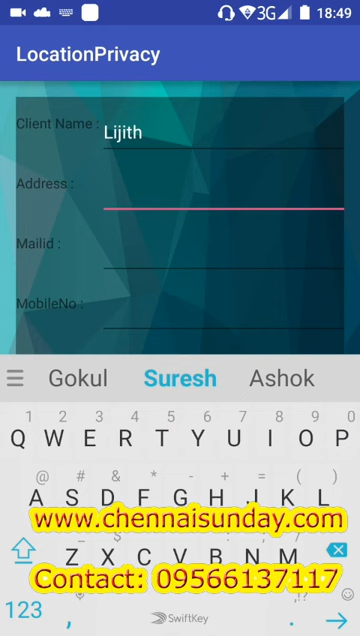 3G 18:49
LocationPrivacy
Client Name : Lijith
Address :
Mailid :
MobileNo :
Gokul Suresh Ashok
1 2 3 4 5 6 7 8 9 0
Q W E R T Y U I O P
@ # & * - + = ( )
A S D F G H J K L
www.chennaisunday.com
Z X C V B N M
Contact: 09566137117
123 , SwiftKey .